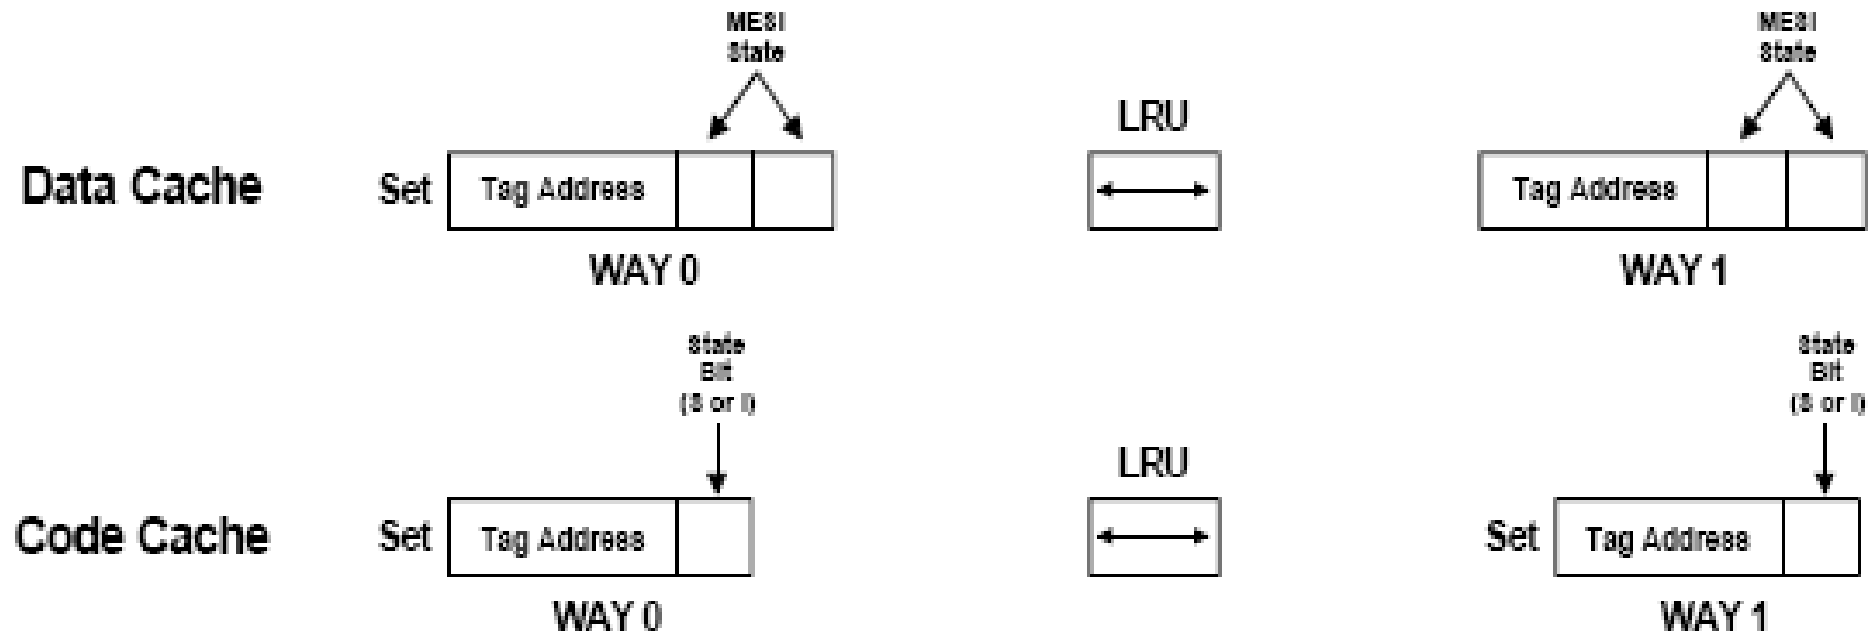 MESI
State
MESI
State
LRU
Data Cache
Set
Tag Address
Tag Address
WAY 0
WAY 1
State
Bit
(S or I)
State
Bit
(S or I)
LRU
Code Cache
Set
Tag Address
Set
Tag Address
WAY 0
WAY 1